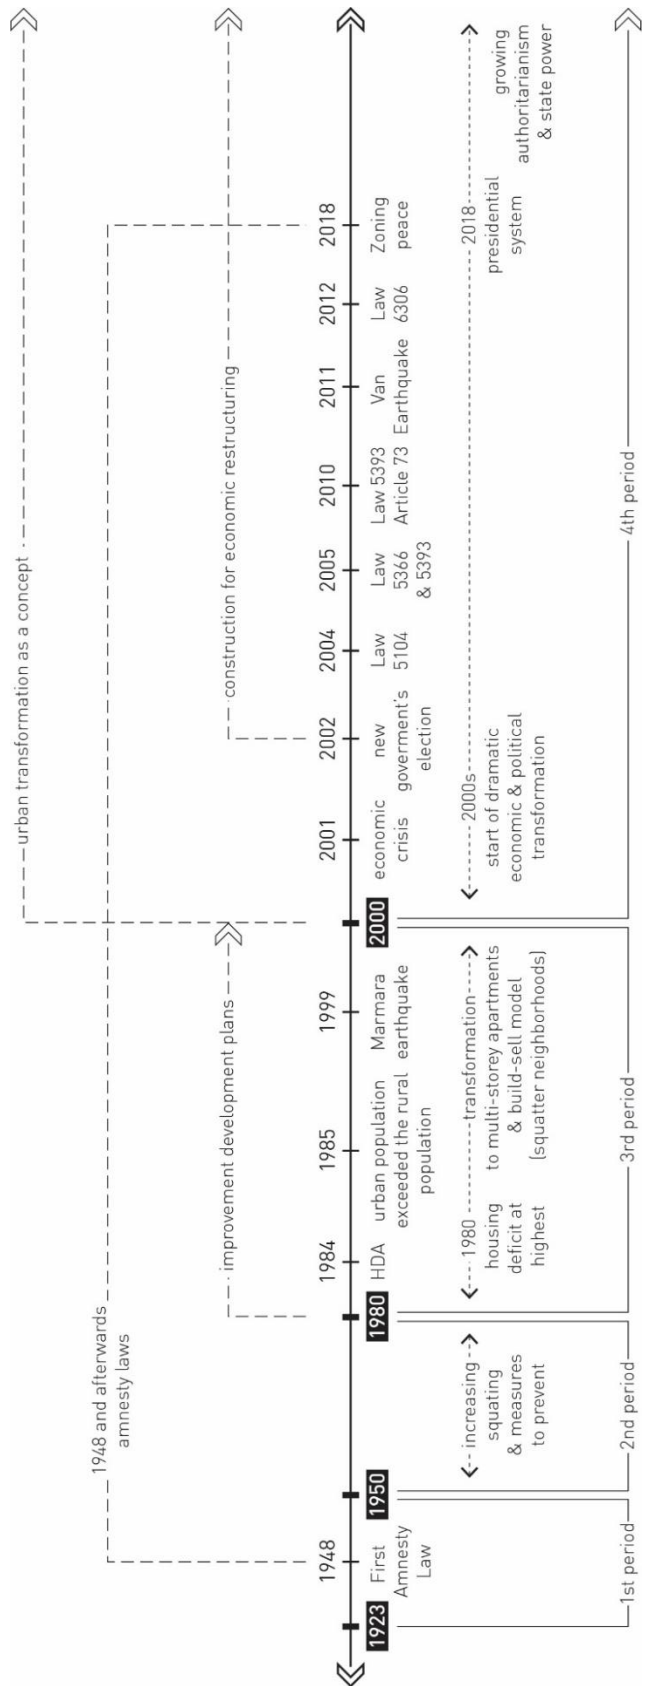 urban transformation as a concept
1948 and afterwards
amnesty laws
improvement development plans
construction for economic restructuring
1948
1984
1985
1999
2001
2002
2004
2005
2010
2011
2012
2018
1923
First
Amnesty
Law
1950
1980
HDA
urban population
exceeded the rural
population
Marmara
earthquake
2000
economic
crisis
new
goverment's
election
Law
5104
Law
5366
& 5393
Law 5393
Article 73
Van
Earthquake
Law
6306
Zoning
peace
increasing
squating
& measures
to prevent
1980
housing
deficit at
highest
transformation
to multi-storey apartments
& build-sell model
(squatter neighborhoods)
2000s
start of dramatic
economic & political
transformation
2018
presidential
system
growing
authoritarianism
& state power
1st period
2nd period
3rd period
4th period